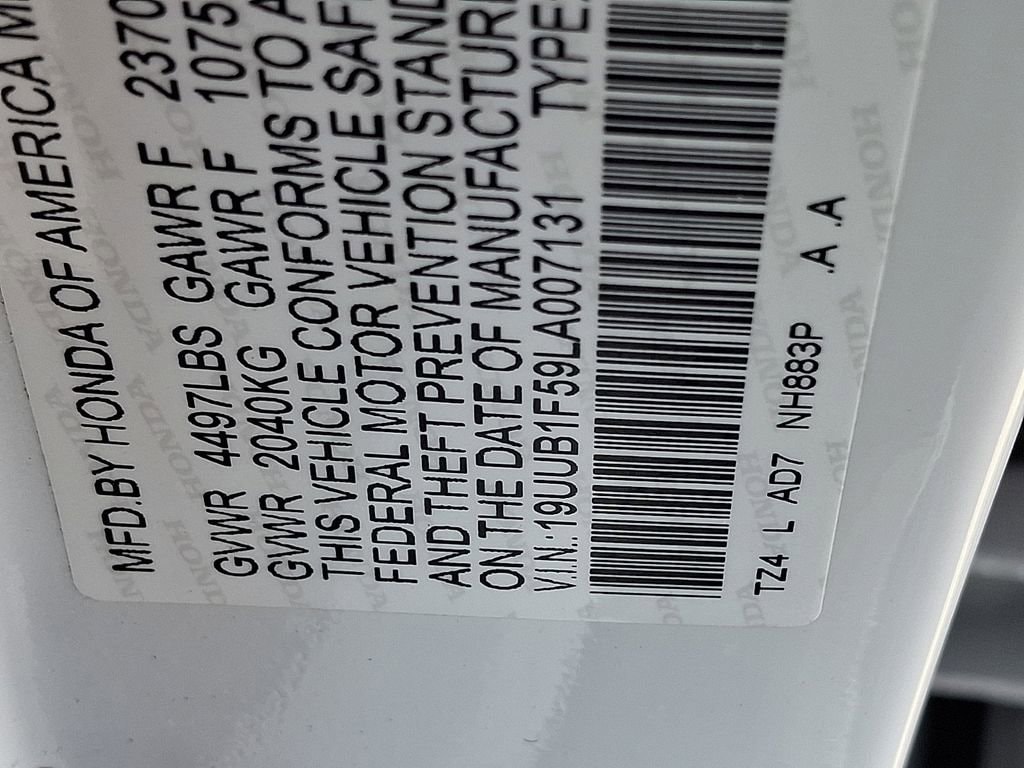 MFD.BY HONDA OF AMERICA M
GVWR 4497LBS GAWR F 2370
GVWR 2040KG GAWR F 1075
THIS VEHICLE CONFORMS TO A
FEDERAL MOTOR VEHICLE SAF
AND THEFT PREVENTION STAND
ON THE DATE OF MANUFACTUR
V.I.N.:19UUB1F59LA007131 TYPE:
TZ4 L AD7 NH883P .A .A